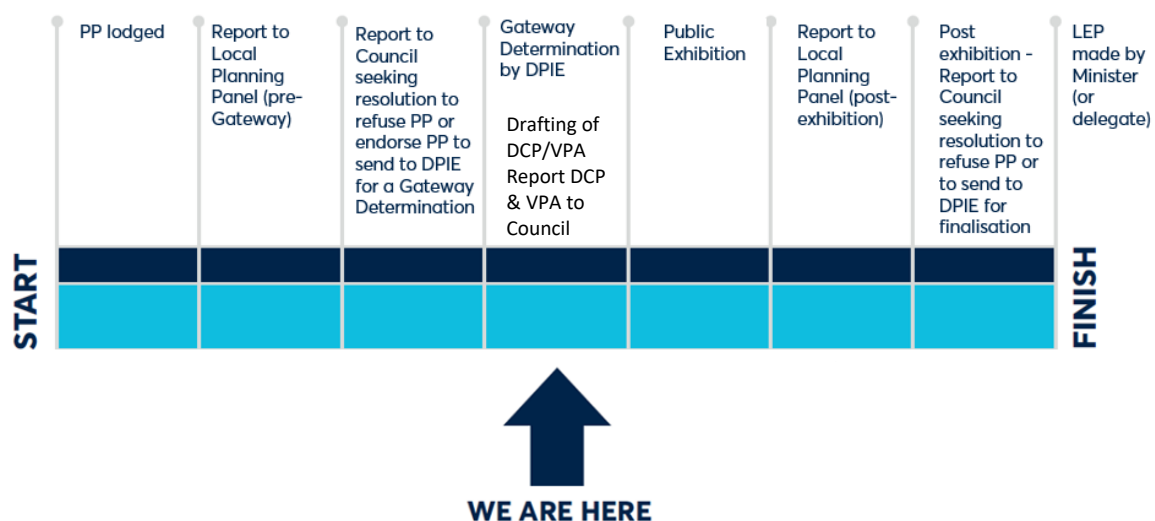 PP lodged
Report to
Local
Planning
Panel (pre-
Gateway)
Report to
Council
seeking
resolution to
refuse PP or
endorse PP to
send to DPIE
for a Gateway
Determination
Gateway
Determination
by DPIE
Drafting of
DCP/VPA
Report DCP
& VPA to
Council
Public
Exhibition
Report to
Local
Planning
Panel (post-
exhibition)
Post
exhibition -
Report to
Council
seeking
resolution to
refuse PP or
to send to
DPIE for
finalisation
LEP
made by
Minister
(or
delegate)
START
FINISH
WE ARE HERE